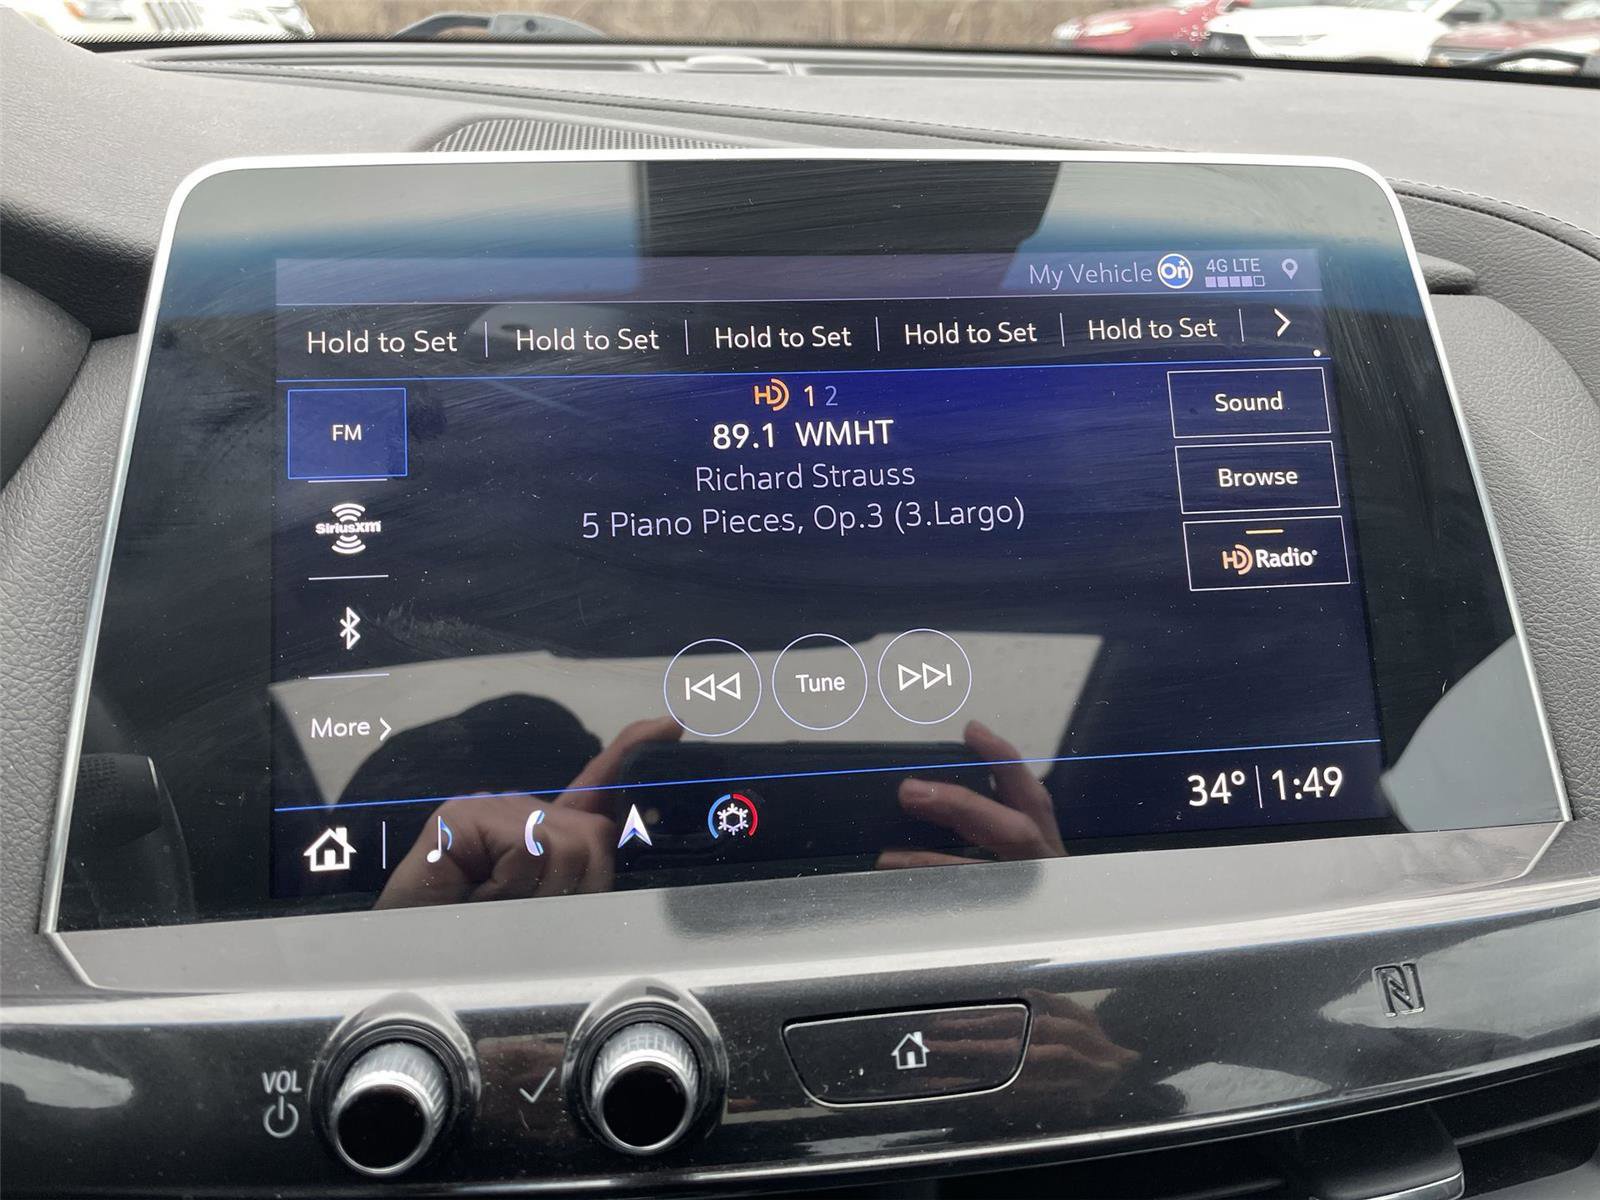 My Vehicle On 4G LTE
Hold to Set Hold to Set Hold to Set Hold to Set Hold to Set
FM
HD 1 2
89.1 WMHT
Richard Strauss
5 Piano Pieces, Op.3 (3.Largo)
Sound
Browse
HD Radio®
SiriusXM
More
Tune
34° 1:49
VOL
N